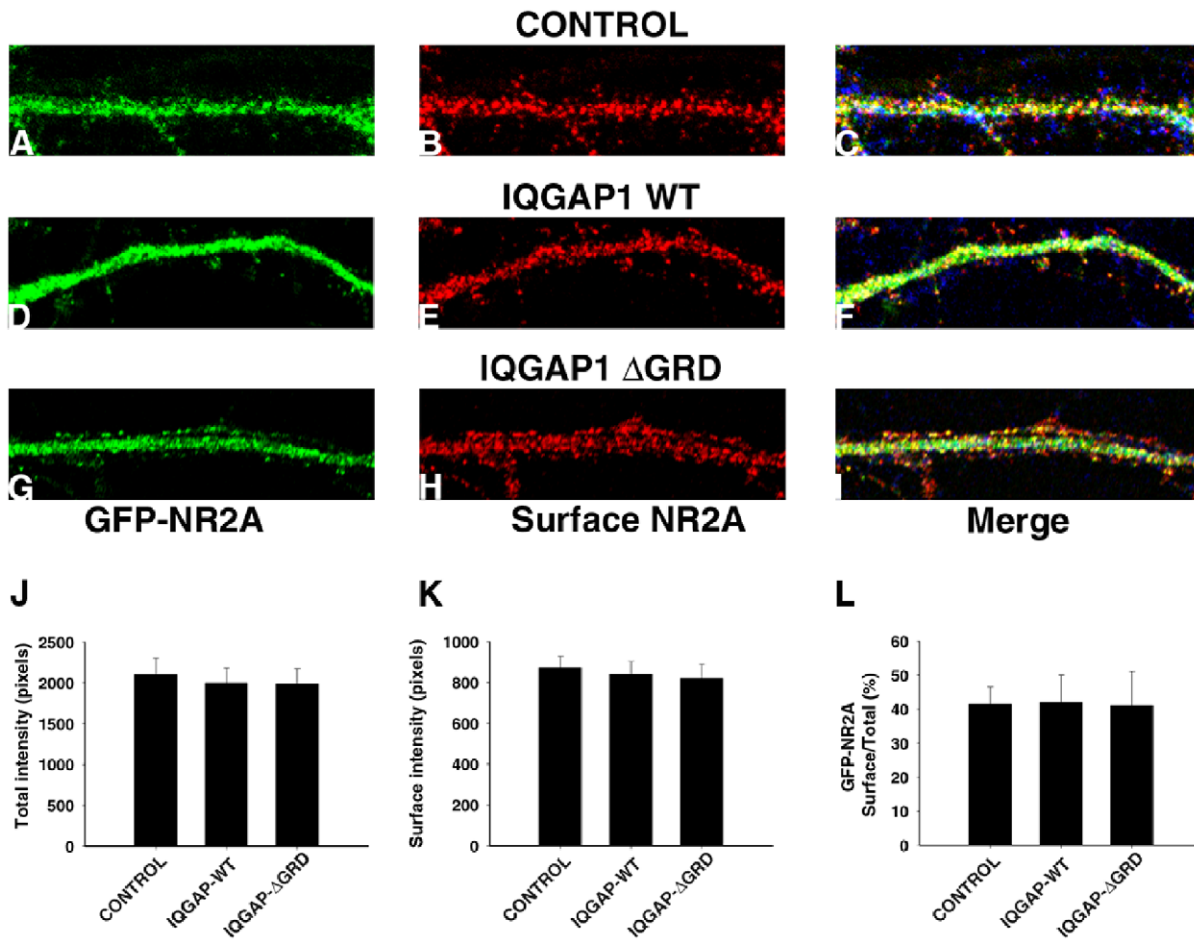 CONTROL
A
B
C
IQGAP1 WT
D
E
F
IQGAP1 ΔGRD
G
H
I
GFP-NR2A
Surface NR2A
Merge
J
K
L
Total intensity (pixels)
2500
2000
1500
1000
500
0
CONTROL
IQGAP-WT
IQGAP-ΔGRD
Surface intensity (pixels)
1000
800
600
400
200
0
CONTROL
IQGAP-WT
IQGAP-ΔGRD
GFP-NR2A
Surface/Total (%)
60
50
40
30
20
10
0
CONTROL
IQGAP-WT
IQGAP-ΔGRD